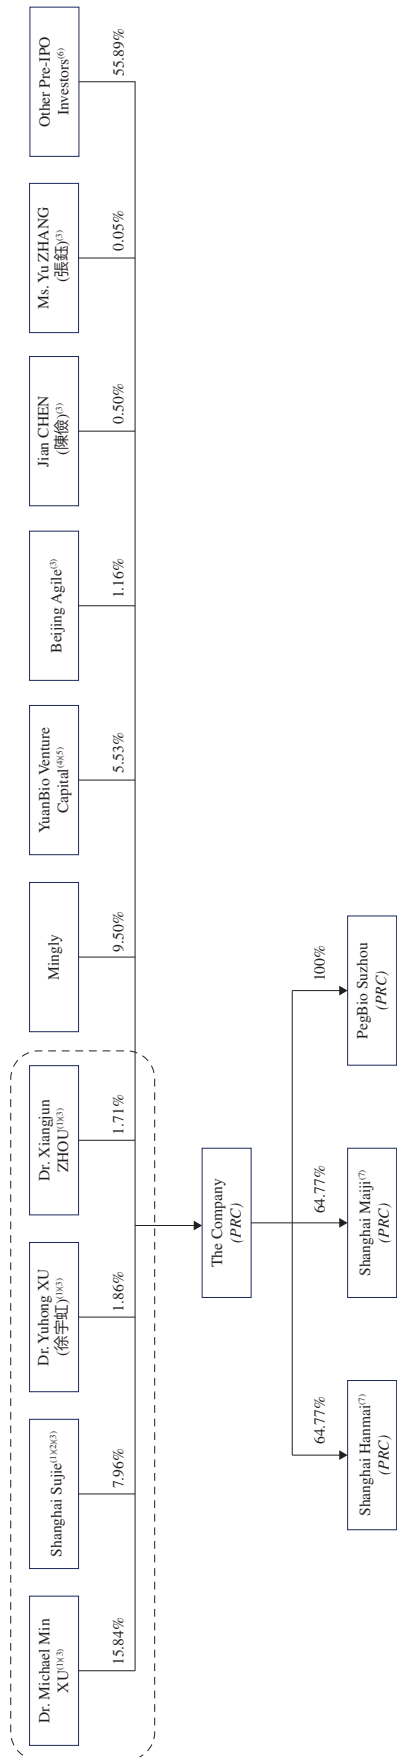 Dr. Michael Min
XU⁽¹⁾⁽³⁾
Shanghai Sujie⁽¹⁾⁽²⁾⁽³⁾
Dr. Yuhong XU
(徐宇虹)⁽¹⁾⁽³⁾
Dr. Xiangjun
ZHOU⁽¹⁾⁽³⁾
Mingly
YuanBio Venture
Capital⁽⁴⁾⁽⁵⁾
Beijing Agile⁽³⁾
Jian CHEN
(陳儉)⁽³⁾
Ms. Yu ZHANG
(張鈺)⁽³⁾
Other Pre-IPO
Investors⁽⁶⁾
15.84%
7.96%
1.86%
1.71%
9.50%
5.53%
1.16%
0.50%
0.05%
55.89%
The Company
(PRC)
64.77%
64.77%
100%
Shanghai Hanmai⁽⁷⁾
(PRC)
Shanghai Maiji⁽⁷⁾
(PRC)
PegBio Suzhou
(PRC)